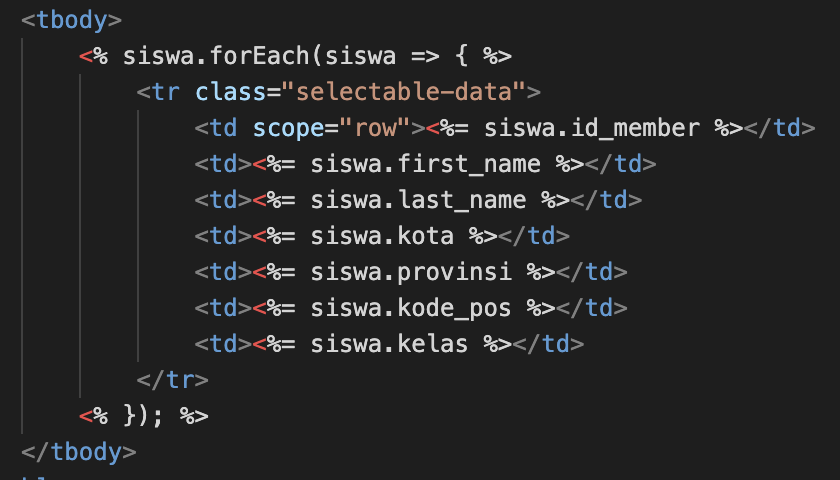 <tbody>
<% siswa.forEach(siswa => { %>
<tr class="selectable-data">
<td scope="row"><%= siswa.id_member %></td>
<td><%= siswa.first_name %></td>
<td><%= siswa.last_name %></td>
<td><%= siswa.kota %></td>
<td><%= siswa.provinsi %></td>
<td><%= siswa.kode_pos %></td>
<td><%= siswa.kelas %></td>
</tr>
<% }); %>
</tbody>